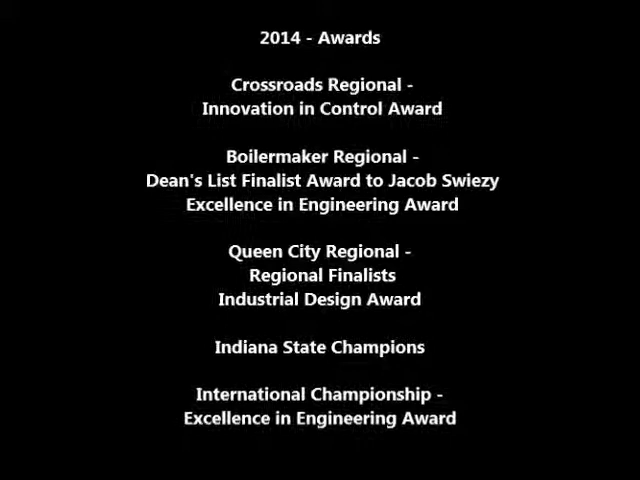 2014 - Awards
Crossroads Regional -
Innovation in Control Award
Boilermaker Regional -
Dean's List Finalist Award to Jacob Swiezy
Excellence in Engineering Award
Queen City Regional -
Regional Finalists
Industrial Design Award
Indiana State Champions
International Championship -
Excellence in Engineering Award